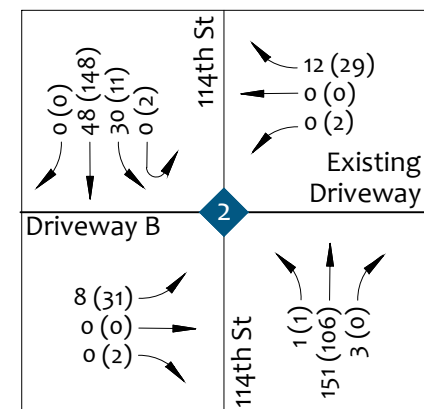 0 (0)
48 (148)
30 (11)
0 (2)
114th St
12 (29)
0 (0)
0 (2)
Existing
Driveway
2
Driveway B
8 (31)
0 (0)
0 (2)
114th St
1 (1)
151 (106)
3 (0)